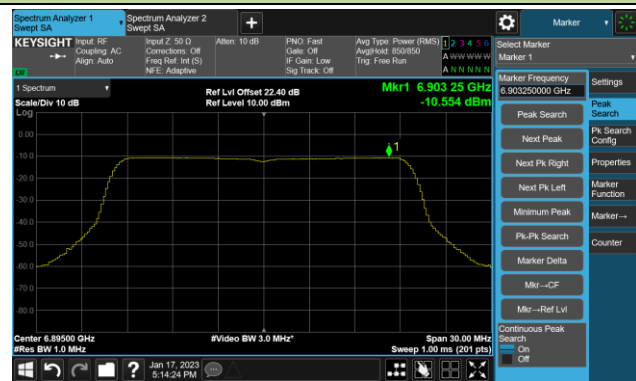 Spectrum Analyzer 1
Swept SA
Spectrum Analyzer 2
Swept SA
+
Marker
KEYSIGHT
Input: RF
Coupling: AC
Align: Auto
Input Z: 50 Ω
Corrections: Off
Freq Ref: Int (S)
NFE: Adaptive
Atten: 10 dB
PNO: Fast
Gate: Off
IF Gain: Low
Sig Track: Off
Avg Type: Power (RMS)
Avg|Hold: 850/850
Trig: Free Run
1 2 3 4 5 6
A W W W W W
A N N N N N
LW
Select Marker
Marker 1
1 Spectrum
Scale/Div 10 dB
Log
Ref Lvl Offset 22.40 dB
Ref Level 10.00 dBm
Mkr1 6.903 25 GHz
-10.554 dBm
1
0.00
-10.0
-20.0
-30.0
-40.0
-50.0
-60.0
-70.0
-80.0
Center 6.89500 GHz
#Res BW 1.0 MHz
#Video BW 3.0 MHz*
Span 30.00 MHz
Sweep 1.00 ms (201 pts)
Marker Frequency
6.903250000 GHz
Peak Search
Next Peak
Next Pk Right
Next Pk Left
Minimum Peak
Pk-Pk Search
Marker Delta
Mkr→CF
Mkr→Ref Lvl
Continuous Peak
Search
On
Off
Settings
Peak
Search
Pk Search
Config
Properties
Marker
Function
Marker→
Counter
?
Jan 17, 2023
5:14:24 PM